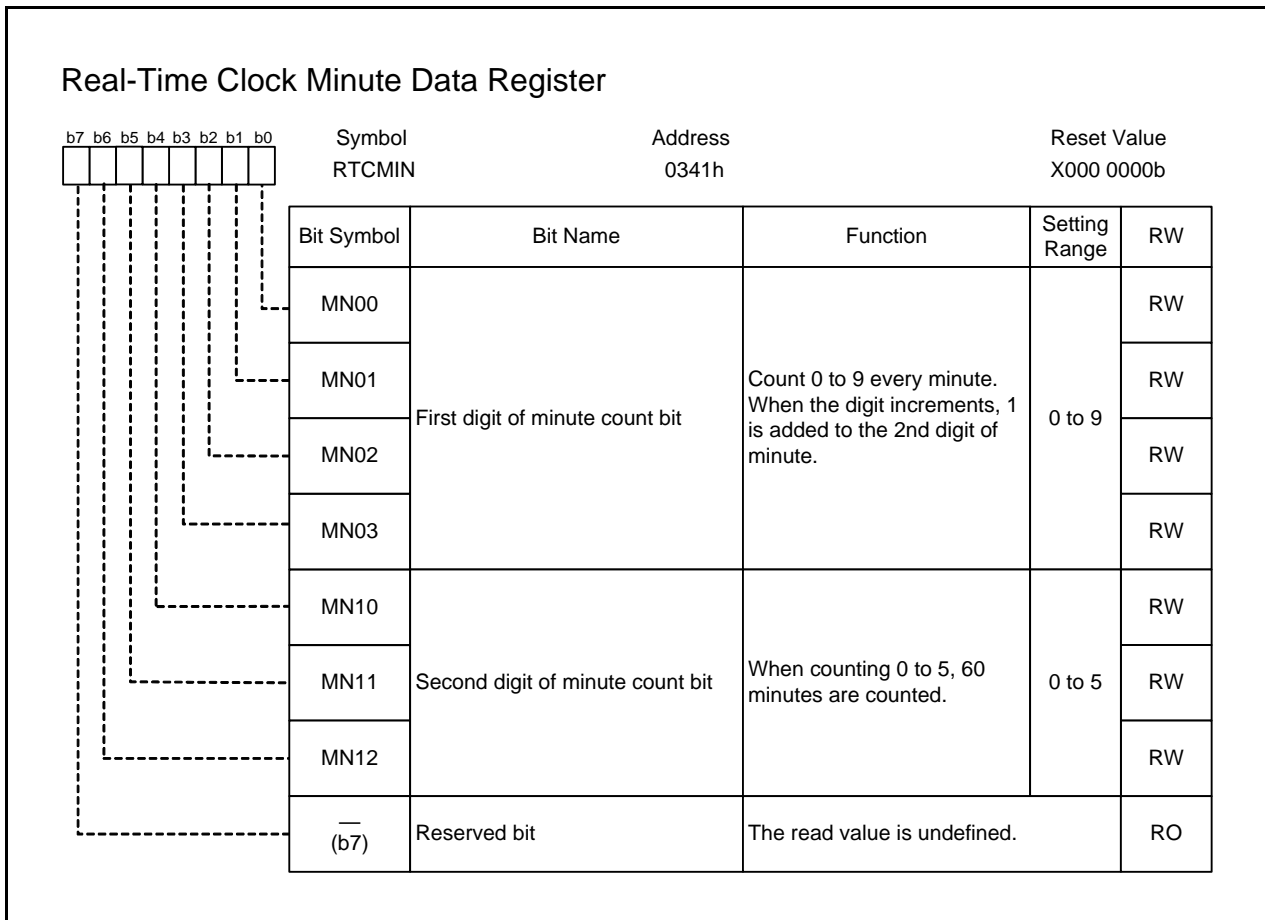 Real-Time Clock Minute Data Register
b7 b6 b5 b4 b3 b2 b1 b0
Symbol Address Reset Value
RTCMIN 0341h X000 0000b
Bit Symbol Bit Name Function Setting Range RW
MN00 RW
MN01 RW
MN02 RW
MN03 RW
First digit of minute count bit
Count 0 to 9 every minute.
When the digit increments, 1
is added to the 2nd digit of
minute.
0 to 9
MN10 RW
MN11 RW
MN12 RW
Second digit of minute count bit
When counting 0 to 5, 60
minutes are counted.
0 to 5
—
(b7) Reserved bit The read value is undefined. RO